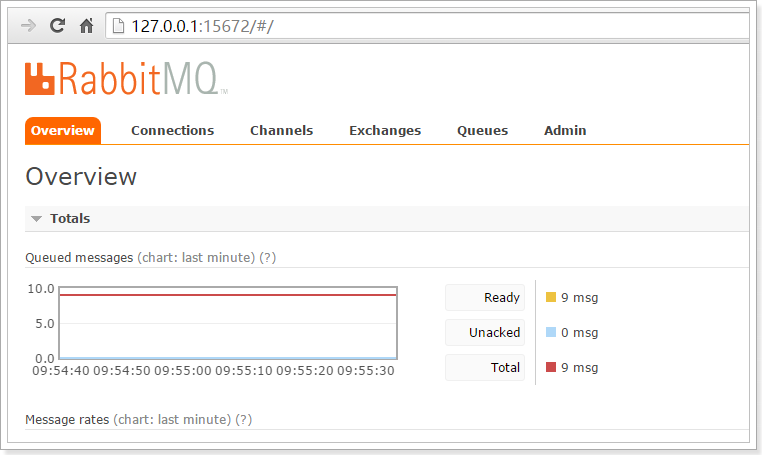 127.0.0.1:15672/#/
RabbitMQ TM
Overview Connections Channels Exchanges Queues Admin
Overview
Totals
Queued messages (chart: last minute) (?)
10.0
5.0
0.0
09:54:40 09:54:50 09:55:00 09:55:10 09:55:20 09:55:30
Ready 9 msg
Unacked 0 msg
Total 9 msg
Message rates (chart: last minute) (?)